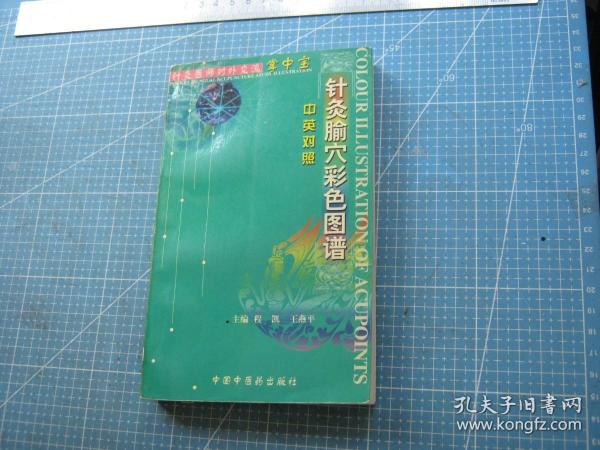 针灸医师对外交流
掌中宝
COLOUR ILLUSTRATION OF ACUPOINTS
针灸腧穴彩色图谱
中英对照
主编 程 凯 王燕平
中国中医药出版社
孔夫子旧书网
www.kongfz.com